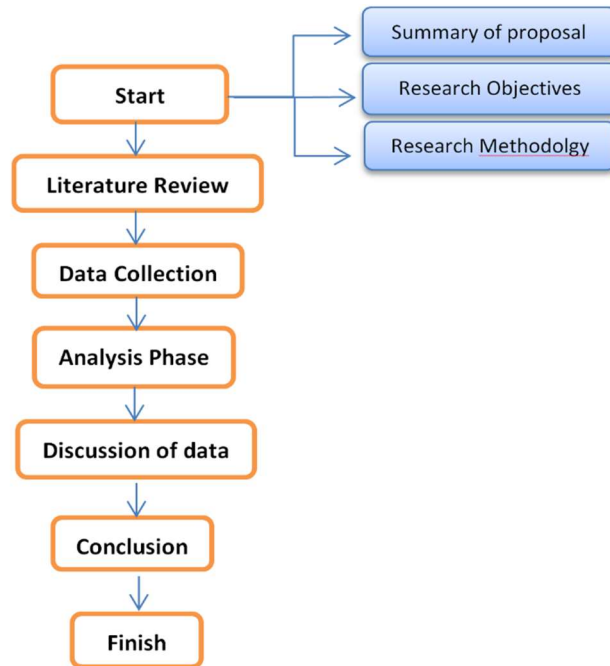 Summary of proposal
Start
Research Objectives
Research Methodolgy
Literature Review
Data Collection
Analysis Phase
Discussion of data
Conclusion
Finish